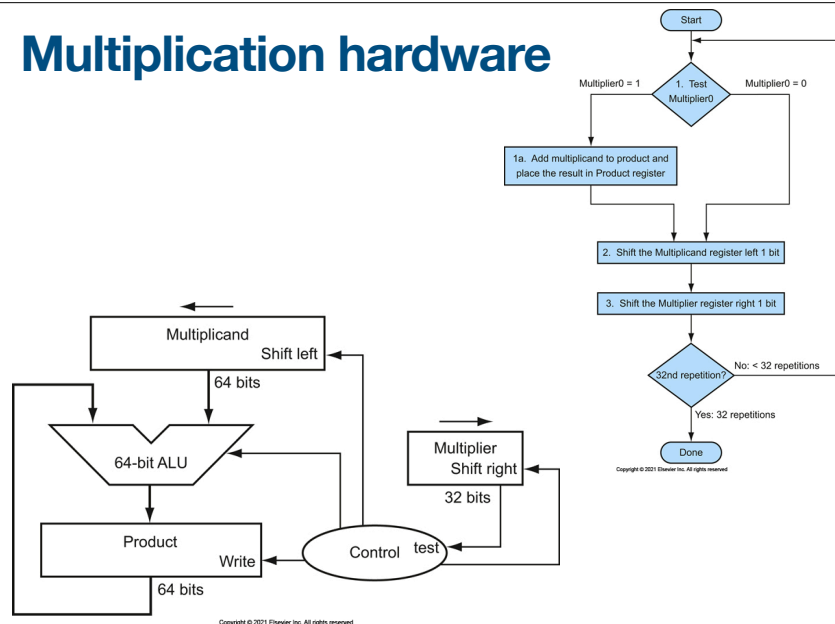 Multiplication hardware
Start
Multiplier0 = 1
1. Test
Multiplier0
Multiplier0 = 0
1a. Add multiplicand to product and
place the result in Product register
2. Shift the Multiplicand register left 1 bit
3. Shift the Multiplier register right 1 bit
32nd repetition?
No: < 32 repetitions
Yes: 32 repetitions
Done
Copyright © 2021 Elsevier Inc. All rights reserved
Multiplicand
Shift left
64 bits
64-bit ALU
Multiplier
Shift right
32 bits
Product
Write
64 bits
Control
test
Copyright © 2021 Elsevier Inc. All rights reserved